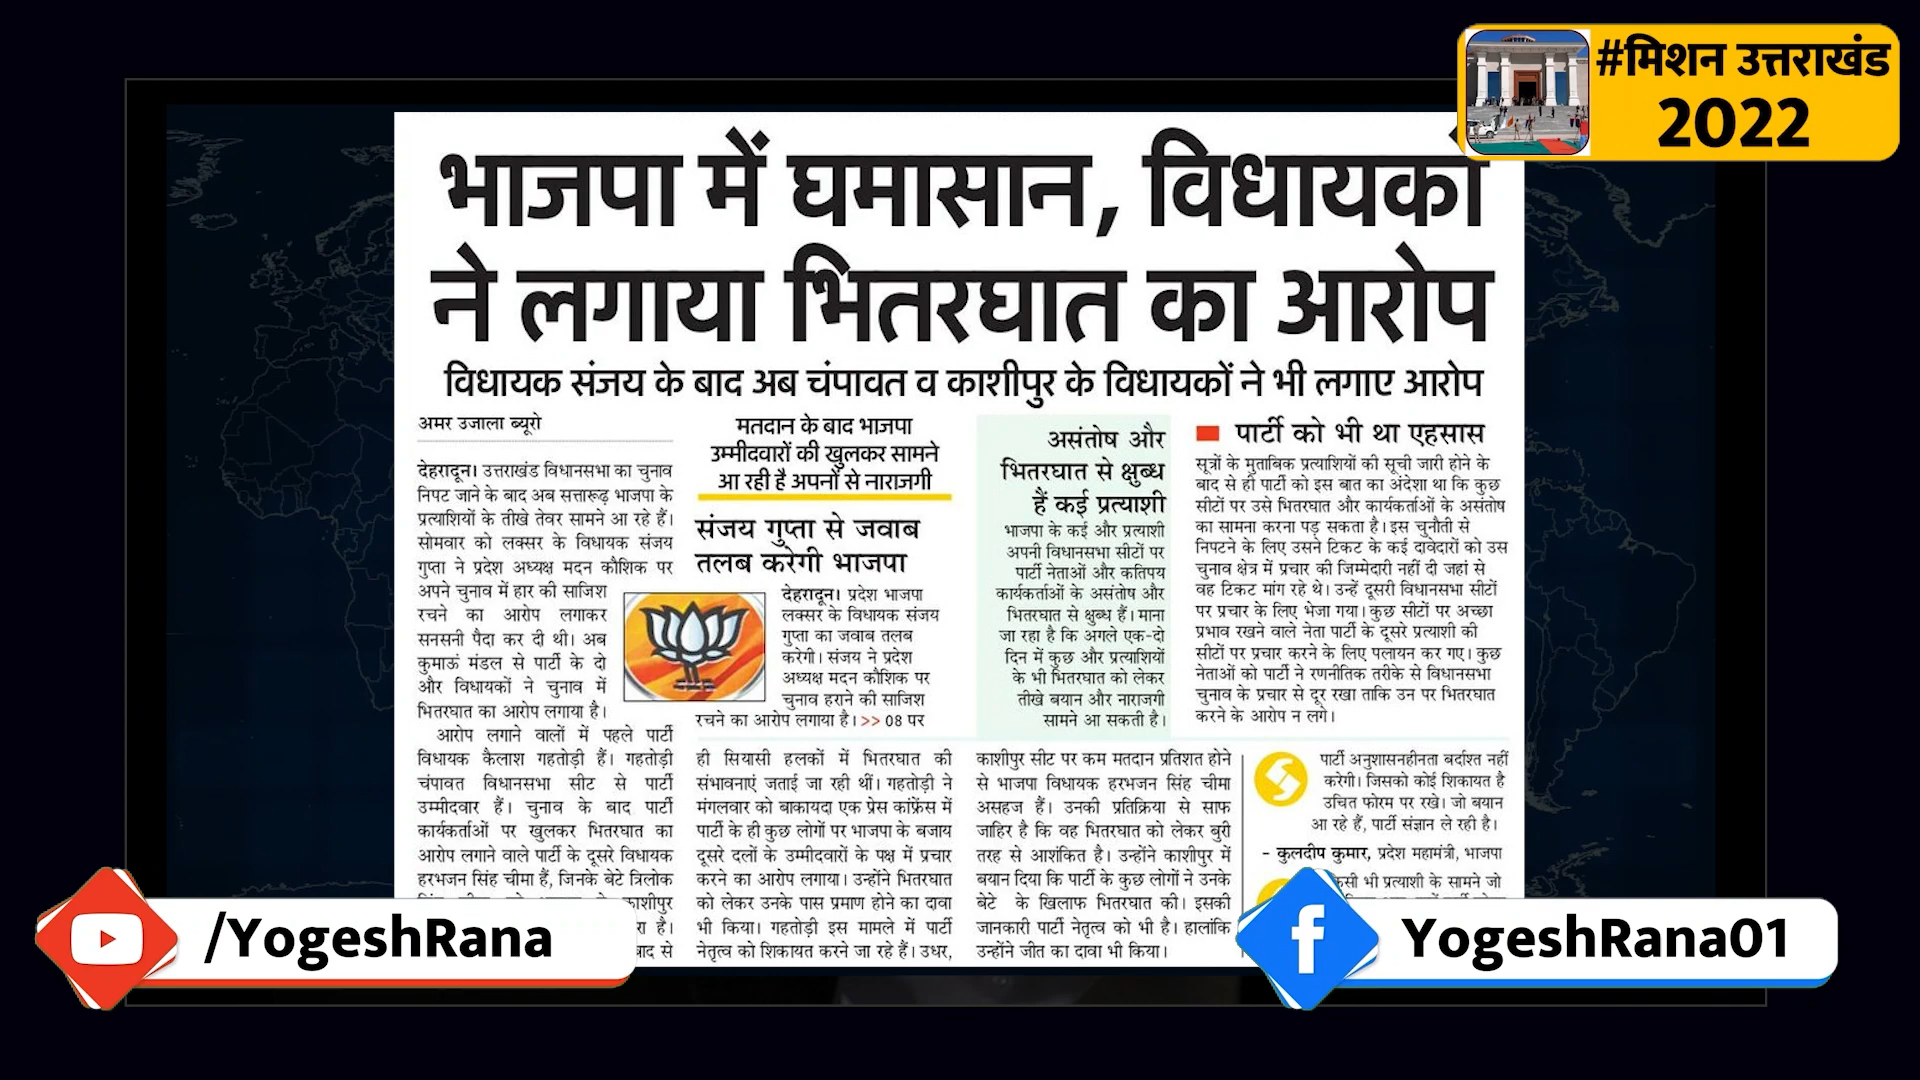 #मिशन उत्तराखंड
2022
भाजपा में घमासान, विधायकों
ने लगाया भितरघात का आरोप
विधायक संजय के बाद अब चंपावत व काशीपुर के विधायकों ने भी लगाए आरोप
अमर उजाला ब्यूरो
देहरादून। उत्तराखंड विधानसभा का चुनाव
निपट जाने के बाद अब सत्तारूढ़ भाजपा के
प्रत्याशियों के तीखे तेवर सामने आ रहे हैं।
सोमवार को लक्सर के विधायक संजय
गुप्ता ने प्रदेश अध्यक्ष मदन कौशिक पर
अपने चुनाव में हार की साजिश
रचने का आरोप लगाकर
सनसनी पैदा कर दी थी। अब
कुमाऊं मंडल से पार्टी के दो
और विधायकों ने चुनाव में
भितरघात का आरोप लगाया है।
आरोप लगाने वालों में पहले पार्टी
विधायक कैलाश गहतोड़ी हैं। गहतोड़ी
चंपावत विधानसभा सीट से पार्टी
उम्मीदवार हैं। चुनाव के बाद पार्टी
कार्यकर्ताओं पर खुलकर भितरघात का
आरोप लगाने वाले पार्टी के दूसरे विधायक
हरभजन सिंह चीमा हैं, जिनके बेटे त्रिलोक
काशीपुर
है।
से
मतदान के बाद भाजपा
उम्मीदवारों की खुलकर सामने
आ रही है अपनों से नाराजगी
संजय गुप्ता से जवाब
तलब करेगी भाजपा
देहरादून। प्रदेश भाजपा
लक्सर के विधायक संजय
गुप्ता का जवाब तलब
करेगी। संजय ने प्रदेश
अध्यक्ष मदन कौशिक पर
चुनाव हराने की साजिश
रचने का आरोप लगाया है। >> 08 पर
ही सियासी हलकों में भितरघात की
संभावनाएं जताई जा रही थीं। गहतोड़ी ने
मंगलवार को बाकायदा एक प्रेस कांफ्रेंस में
पार्टी के ही कुछ लोगों पर भाजपा के बजाय
दूसरे दलों के उम्मीदवारों के पक्ष में प्रचार
करने का आरोप लगाया। उन्होंने भितरघात
को लेकर उनके पास प्रमाण होने का दावा
भी किया। गहतोड़ी इस मामले में पार्टी
नेतृत्व को शिकायत करने जा रहे हैं। उधर,
असंतोष और
भितरघात से क्षुब्ध
हैं कई प्रत्याशी
भाजपा के कई और प्रत्याशी
अपनी विधानसभा सीटों पर
पार्टी नेताओं और कतिपय
कार्यकर्ताओं के असंतोष और
भितरघात से क्षुब्ध हैं। माना
जा रहा है कि अगले एक-दो
दिन में कुछ और प्रत्याशियों
के भी भितरघात को लेकर
तीखे बयान और नाराजगी
सामने आ सकती है।
काशीपुर सीट पर कम मतदान प्रतिशत होने
से भाजपा विधायक हरभजन सिंह चीमा
असहज हैं। उनकी प्रतिक्रिया से साफ
जाहिर है कि वह भितरघात को लेकर बुरी
तरह से आशंकित है। उन्होंने काशीपुर में
बयान दिया कि पार्टी के कुछ लोगों ने उनके
बेटे के खिलाफ भितरघात की। इसकी
जानकारी पार्टी नेतृत्व को भी है। हालांकि
उन्होंने जीत का दावा भी किया।
पार्टी को भी था एहसास
सूत्रों के मुताबिक प्रत्याशियों की सूची जारी होने के
बाद से ही पार्टी को इस बात का अंदेशा था कि कुछ
सीटों पर उसे भितरघात और कार्यकर्ताओं के असंतोष
का सामना करना पड़ सकता है। इस चुनौती से
निपटने के लिए उसने टिकट के कई दावेदारों को उस
चुनाव क्षेत्र में प्रचार की जिम्मेदारी नहीं दी जहां से
वह टिकट मांग रहे थे। उन्हें दूसरी विधानसभा सीटों
पर प्रचार के लिए भेजा गया। कुछ सीटों पर अच्छा
प्रभाव रखने वाले नेता पार्टी के दूसरे प्रत्याशी की
सीटों पर प्रचार करने के लिए पलायन कर गए। कुछ
नेताओं को पार्टी ने रणनीतिक तरीके से विधानसभा
चुनाव के प्रचार से दूर रखा ताकि उन पर भितरघात
करने के आरोप न लगे।
पार्टी अनुशासनहीनता बर्दाश्त नहीं
करेगी। जिसको कोई शिकायत है
उचित फोरम पर रखे। जो बयान
आ रहे हैं, पार्टी संज्ञान ले रही है।
- कुलदीप कुमार, प्रदेश महामंत्री, भाजपा
भी प्रत्याशी के सामने जो
/YogeshRana
YogeshRana01